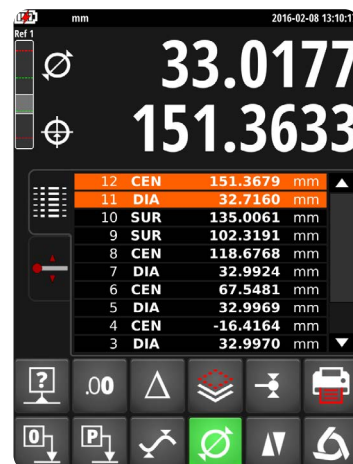 mm 2016-02-08 13:10:1
Ref 1
33.0177
151.3633
12 CEN 151.3679 mm
11 DIA 32.7160 mm
10 SUR 135.0061 mm
9 SUR 102.3191 mm
8 CEN 118.6768 mm
7 DIA 32.9924 mm
6 CEN 67.5481 mm
5 DIA 32.9969 mm
4 CEN -16.4164 mm
3 DIA 32.9970 mm
? .00 Δ
0 P